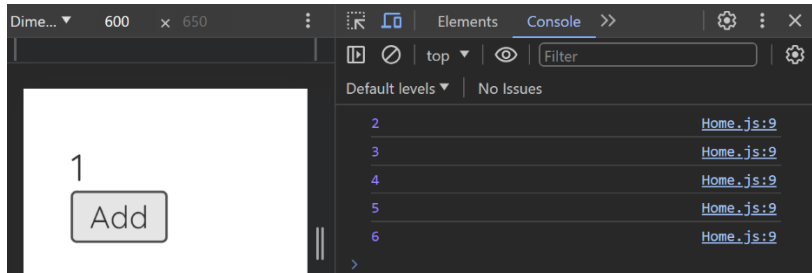 Dime... ▼ 600 × 650
Elements Console >>
top ▼ Filter
Default levels ▼ No Issues
1
Add
2 Home.js:9
3 Home.js:9
4 Home.js:9
5 Home.js:9
6 Home.js:9
>